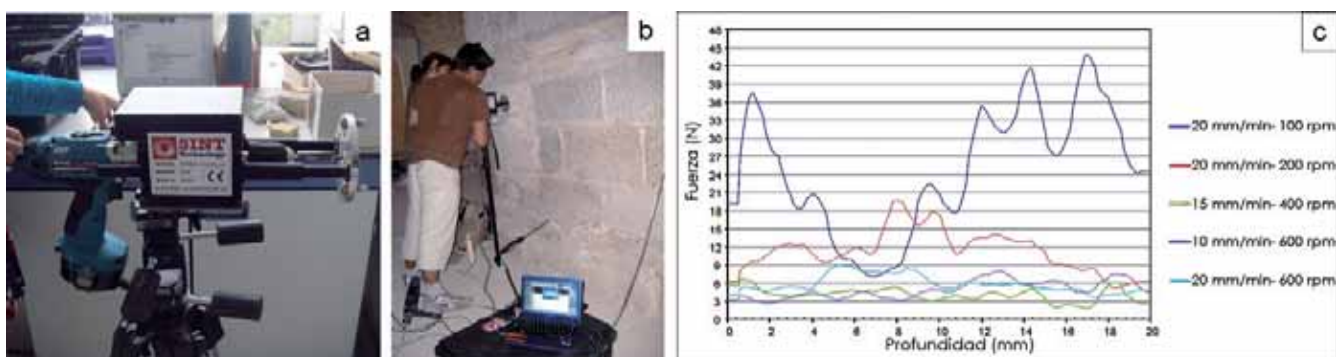 a
SINT
Technology
b
c
Fuerza (N)
48
45
42
39
36
33
30
27
24
21
18
15
12
9
6
3
0
0 2 4 6 8 10 12 14 16 18 20
Profundidad (mm)
20 mm/min- 100 rpm
20 mm/min- 200 rpm
15 mm/min- 400 rpm
10 mm/min- 600 rpm
20 mm/min- 600 rpm